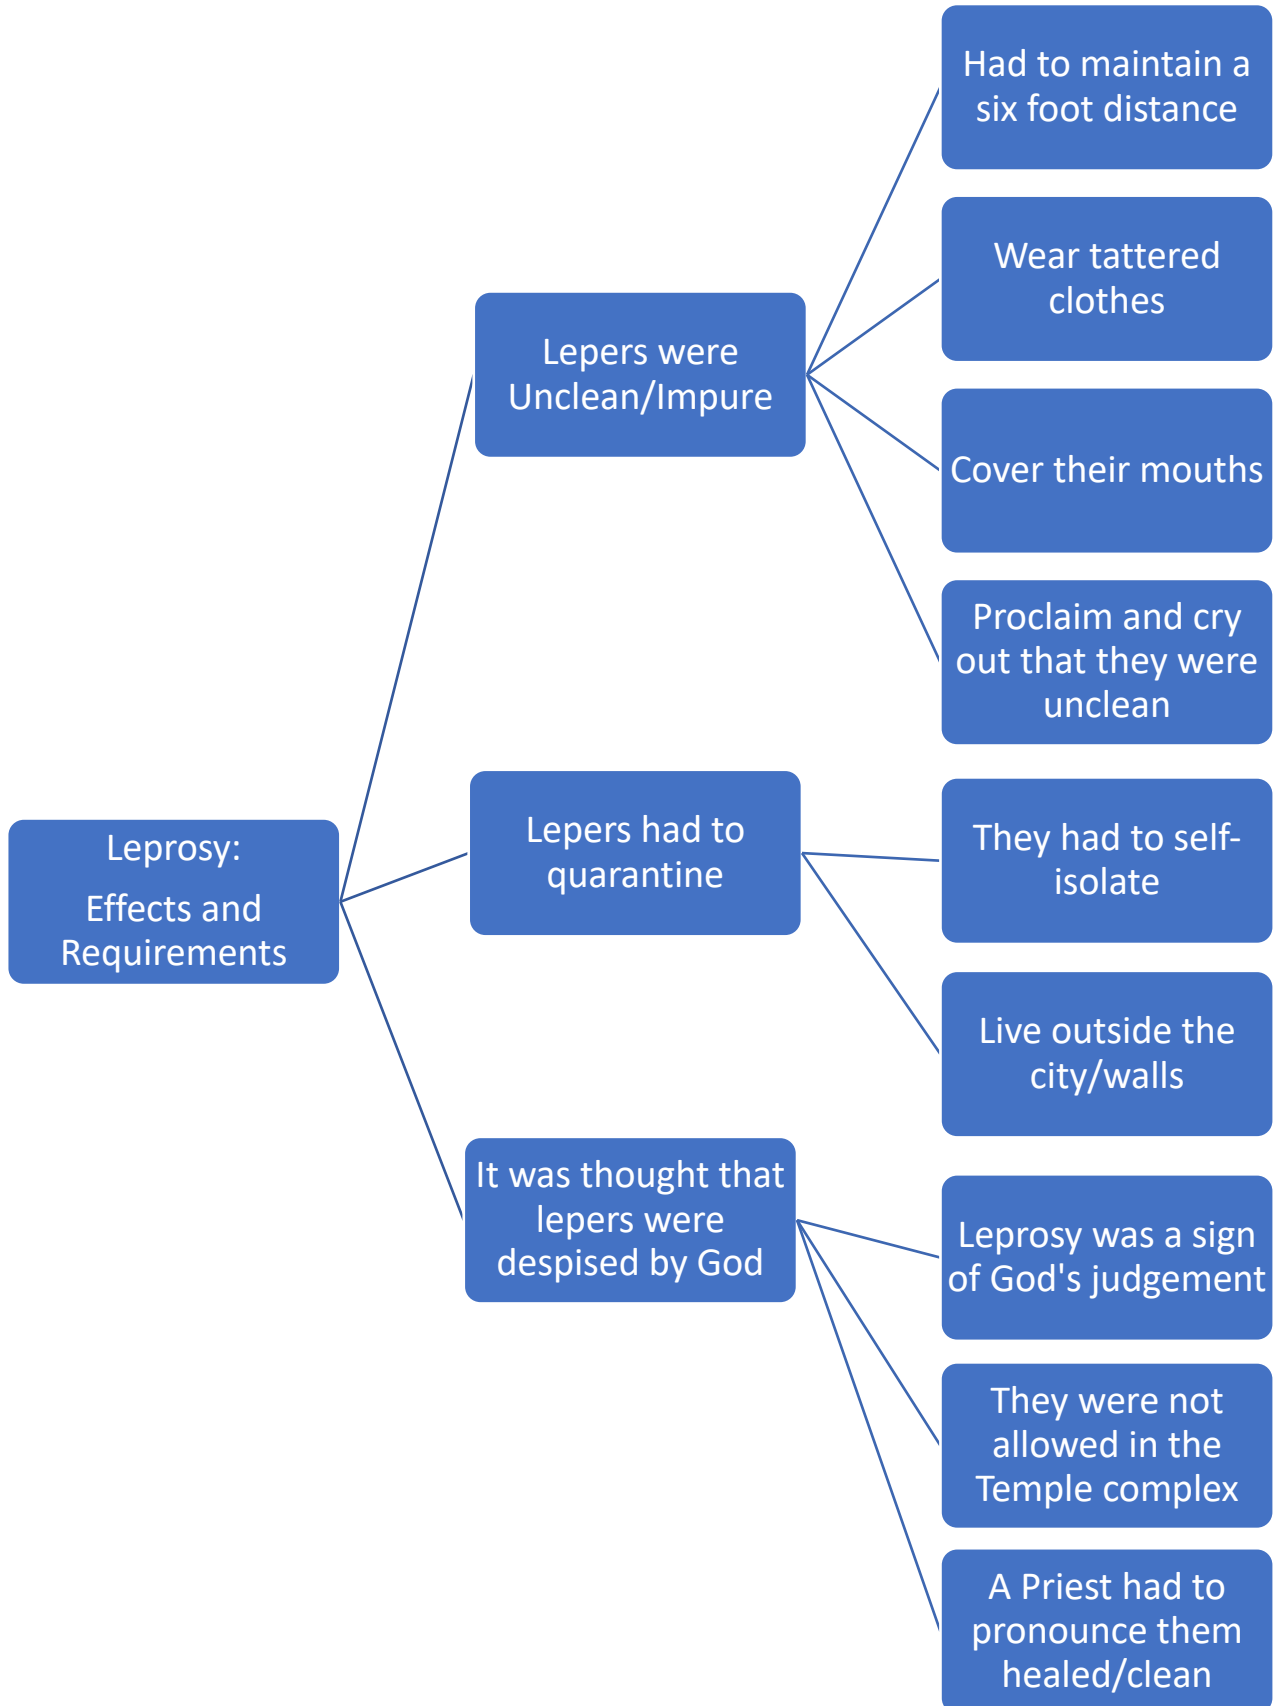 Leprosy:
Effects and
Requirements
Lepers were
Unclean/Impure
Had to maintain a
six foot distance
Wear tattered
clothes
Cover their mouths
Proclaim and cry
out that they were
unclean
Lepers had to
quarantine
They had to self-
isolate
Live outside the
city/walls
It was thought that
lepers were
despised by God
Leprosy was a sign
of God's judgement
They were not
allowed in the
Temple complex
A Priest had to
pronounce them
healed/clean